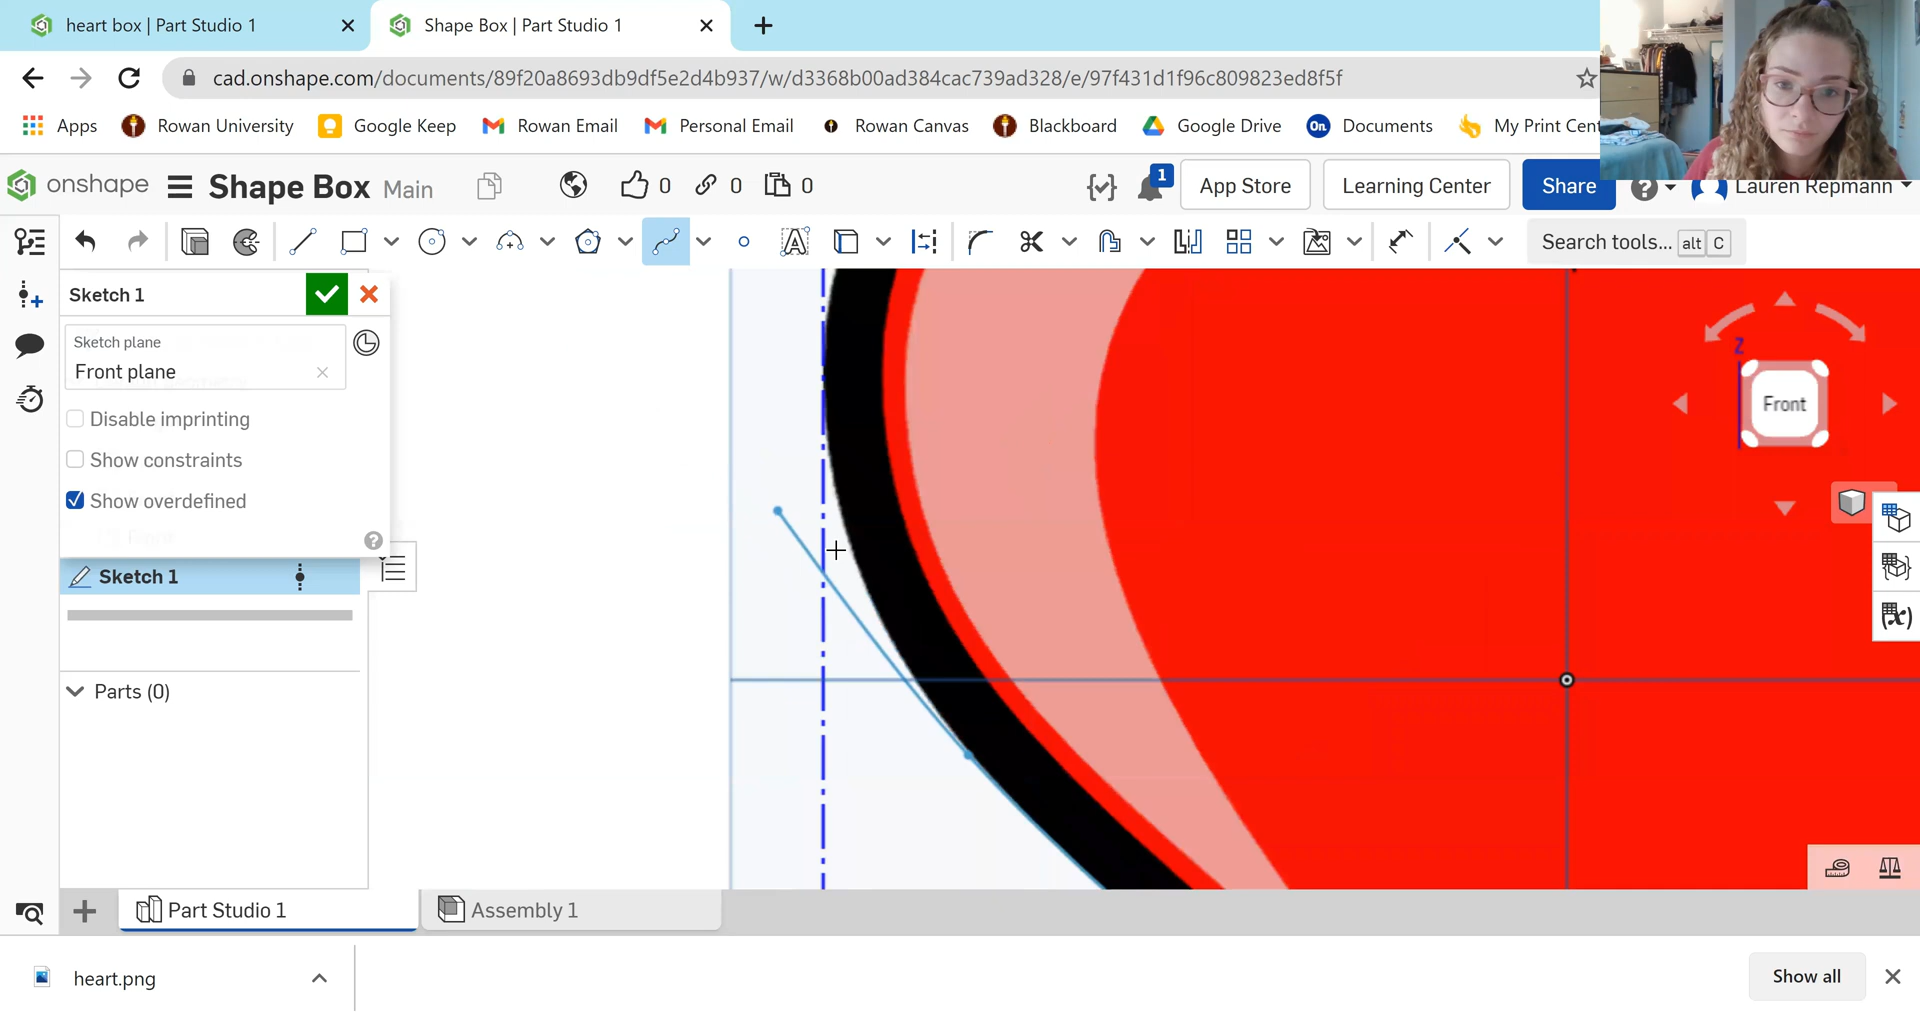 heart box | Part Studio 1
Shape Box | Part Studio 1
cad.onshape.com/documents/89f20a8693db9df5e2d4b937/w/d3368b00ad384cac739ad328/e/97f431d1f96c809823ed8f5f
Apps
Rowan University
Google Keep
Rowan Email
Personal Email
Rowan Canvas
Blackboard
Google Drive
On
Documents
My Print Cent
onshape
Shape Box Main
0
0
0
1
App Store
Learning Center
Share
Lauren Repmann
Search tools... alt C
Sketch 1
Sketch plane
Front plane
Disable imprinting
Show constraints
Show overdefined
Front
Sketch 1
Parts (0)
Z
Front
Part Studio 1
Assembly 1
heart.png
Show all